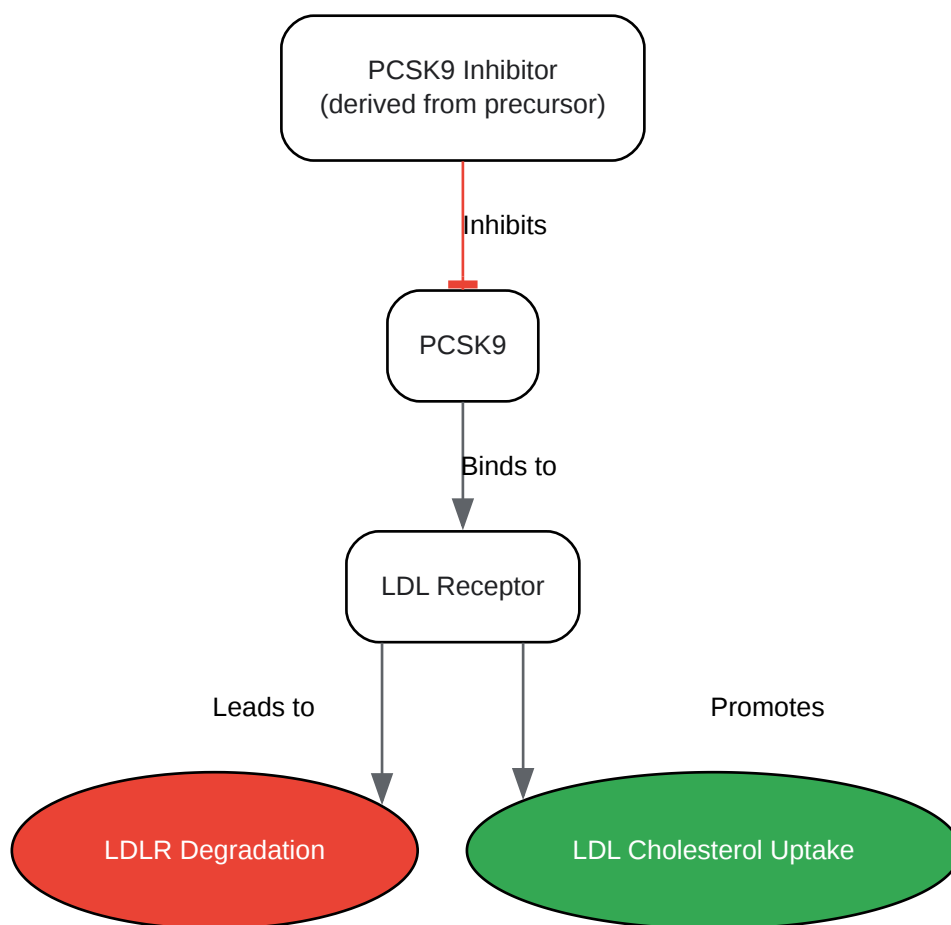 PCSK9 Inhibitor
(derived from precursor)
Inhibits
PCSK9
Binds to
LDL Receptor
Leads to
Promotes
LDLR Degradation
LDL Cholesterol Uptake